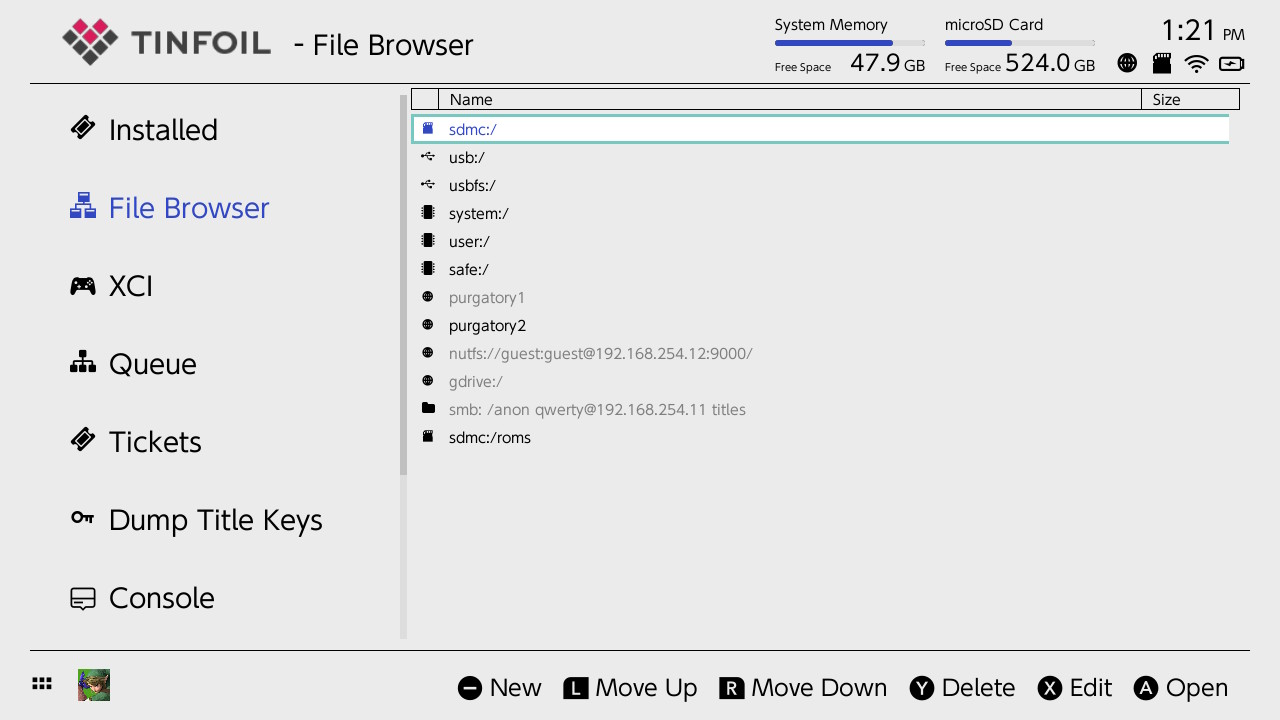 TINFOIL - File Browser
System Memory
Free Space 47.9 GB
microSD Card
Free Space 524.0 GB
1:21 PM
Installed
File Browser
XCI
Queue
Tickets
Dump Title Keys
Console
Name Size
sdmc:/
usb:/
usbfs:/
system:/
user:/
safe:/
purgatory1
purgatory2
nutfs://guest:guest@192.168.254.12:9000/
gdrive:/
smb: /anon qwerty@192.168.254.11 titles
sdmc:/roms
New L Move Up R Move Down Y Delete X Edit A Open